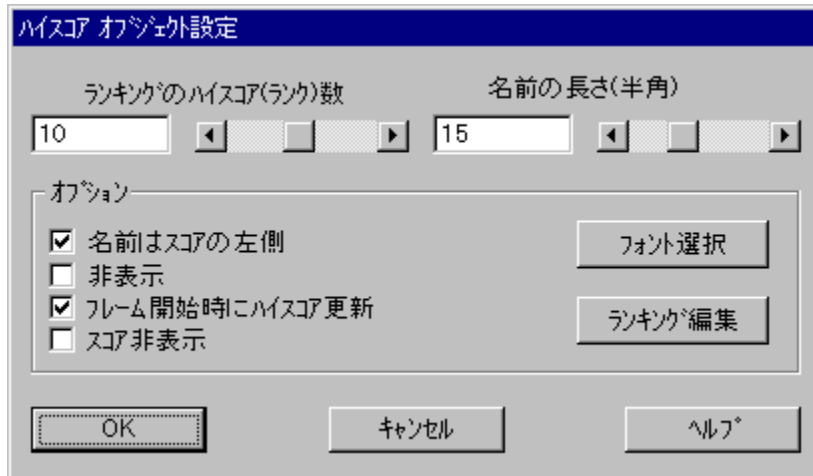 ﾊｲｽｺｱ ｵﾌﾞｼﾞｪｸﾄ設定
ﾗﾝｷﾝｸﾞのﾊｲｽｺｱ(ﾗﾝｸ)数 名前の長さ(半角)
10 15
ｵﾌﾟｼｮﾝ
名前はｽｺｱの左側 ﾌｫﾝﾄ選択
非表示
ﾌﾚｰﾑ開始時にﾊｲｽｺｱ更新 ﾗﾝｷﾝｸﾞ編集
ｽｺｱ非表示
OK ｷｬﾝｾﾙ ﾍﾙﾌﾟ